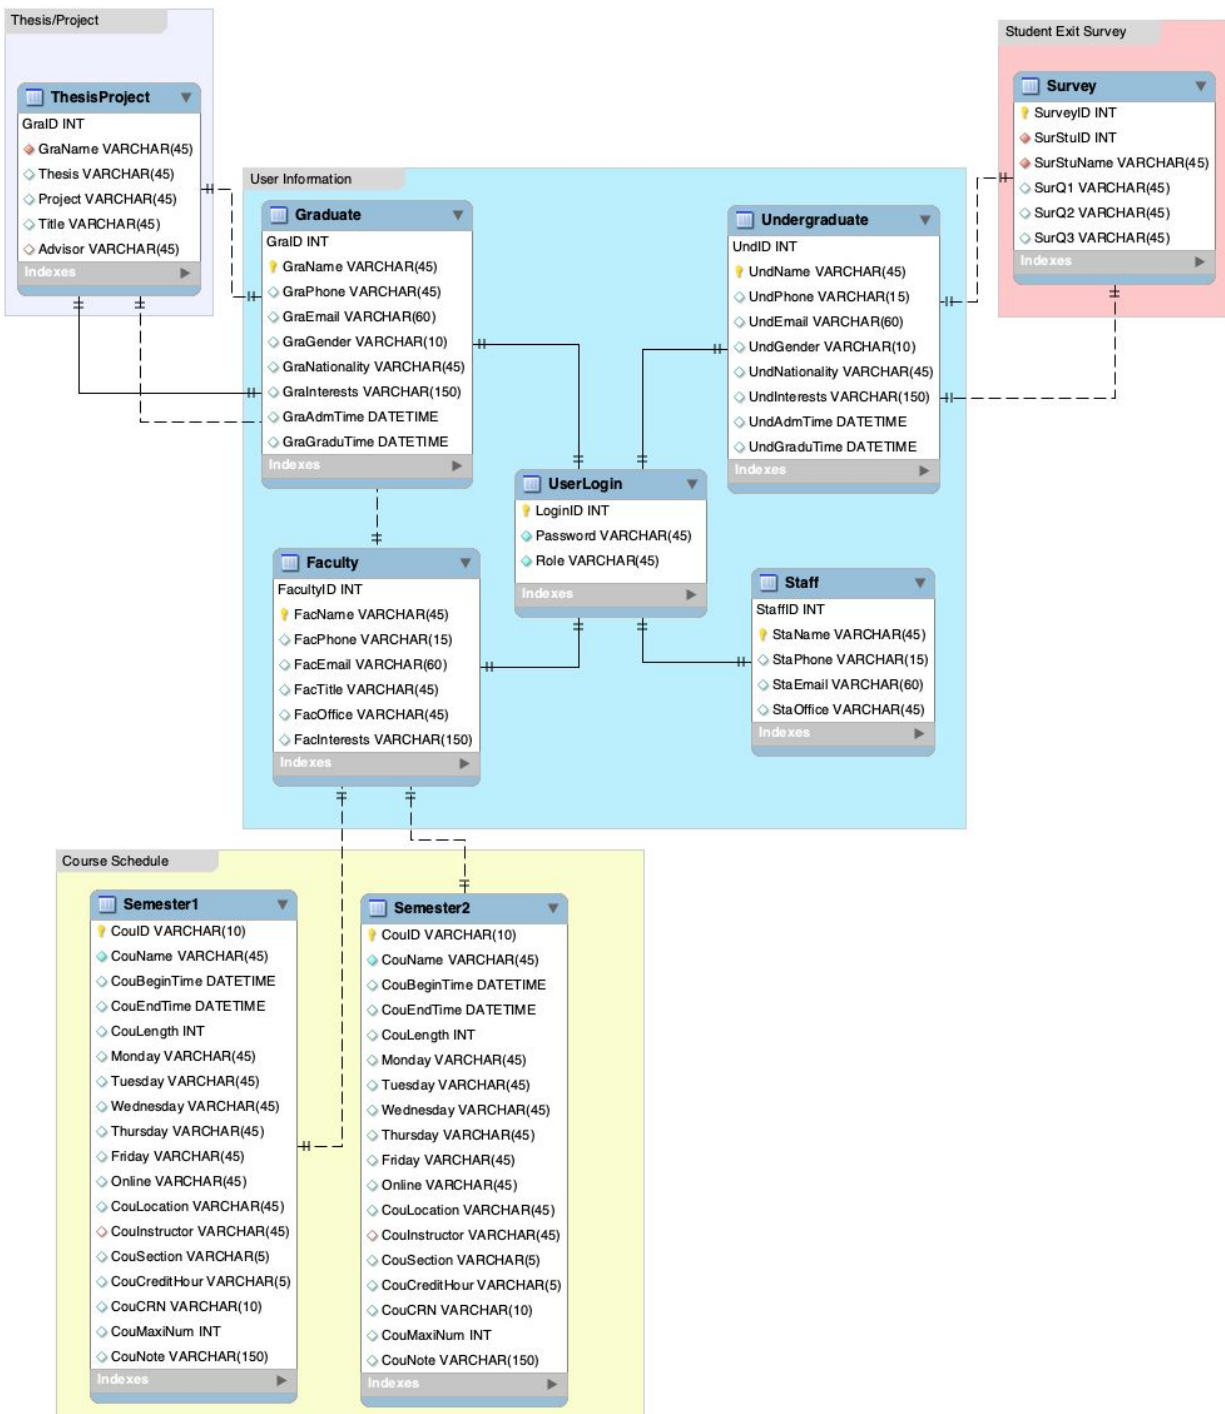 Thesis/Project
ThesisProject
GraID INT
GraName VARCHAR(45)
Thesis VARCHAR(45)
Project VARCHAR(45)
Title VARCHAR(45)
Advisor VARCHAR(45)
Indexes
Student Exit Survey
Survey
SurveyID INT
SurStuID INT
SurStuName VARCHAR(45)
SurQ1 VARCHAR(45)
SurQ2 VARCHAR(45)
SurQ3 VARCHAR(45)
Indexes
User Information
Graduate
GraID INT
GraName VARCHAR(45)
GraPhone VARCHAR(45)
GraEmail VARCHAR(60)
GraGender VARCHAR(10)
GraNationality VARCHAR(45)
GraInterests VARCHAR(150)
GraAdmTime DATETIME
GraGraduTime DATETIME
Indexes
Undergraduate
UndID INT
UndName VARCHAR(45)
UndPhone VARCHAR(15)
UndEmail VARCHAR(60)
UndGender VARCHAR(10)
UndNationality VARCHAR(45)
UndInterests VARCHAR(150)
UndAdmTime DATETIME
UndGraduTime DATETIME
Indexes
UserLogin
LoginID INT
Password VARCHAR(45)
Role VARCHAR(45)
Indexes
Faculty
FacultyID INT
FacName VARCHAR(45)
FacPhone VARCHAR(15)
FacEmail VARCHAR(60)
FacTitle VARCHAR(45)
FacOffice VARCHAR(45)
FacInterests VARCHAR(150)
Indexes
Staff
StaffID INT
StaName VARCHAR(45)
StaPhone VARCHAR(15)
StaEmail VARCHAR(60)
StaOffice VARCHAR(45)
Indexes
Course Schedule
Semester1
CouID VARCHAR(10)
CouName VARCHAR(45)
CouBeginTime DATETIME
CouEndTime DATETIME
CouLength INT
Monday VARCHAR(45)
Tuesday VARCHAR(45)
Wednesday VARCHAR(45)
Thursday VARCHAR(45)
Friday VARCHAR(45)
Online VARCHAR(45)
CouLocation VARCHAR(45)
CouInstructor VARCHAR(45)
CouSection VARCHAR(5)
CouCreditHour VARCHAR(5)
CouCRN VARCHAR(10)
CouMaxiNum INT
CouNote VARCHAR(150)
Indexes
Semester2
CouID VARCHAR(10)
CouName VARCHAR(45)
CouBeginTime DATETIME
CouEndTime DATETIME
CouLength INT
Monday VARCHAR(45)
Tuesday VARCHAR(45)
Wednesday VARCHAR(45)
Thursday VARCHAR(45)
Friday VARCHAR(45)
Online VARCHAR(45)
CouLocation VARCHAR(45)
CouInstructor VARCHAR(45)
CouSection VARCHAR(5)
CouCreditHour VARCHAR(5)
CouCRN VARCHAR(10)
CouMaxiNum INT
CouNote VARCHAR(150)
Indexes